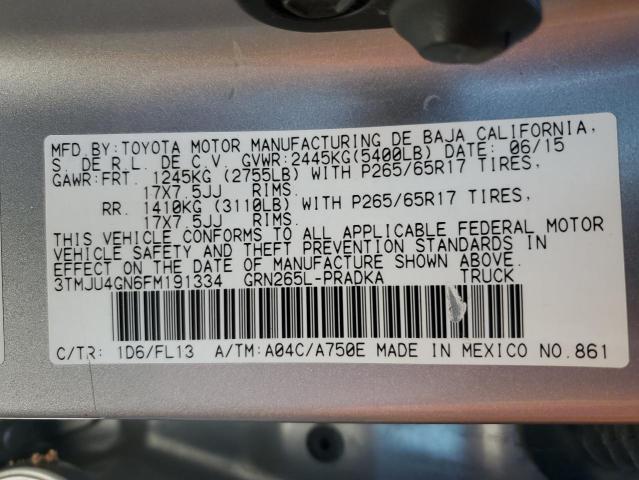 MFD.BY:TOYOTA MOTOR MANUFACTURING DE BAJA CALIFORNIA,
S. DE R.L. DE C.V. GVWR:2445KG(5400LB) DATE: 06/15
GAWR:FRT. 1245KG (2755LB) WITH P265/65R17 TIRES,
17X7.5JJ RIMS.
RR. 1410KG (3110LB) WITH P265/65R17 TIRES,
17X7.5JJ RIMS.
THIS VEHICLE CONFORMS TO ALL APPLICABLE FEDERAL MOTOR
VEHICLE SAFETY AND THEFT PREVENTION STANDARDS IN
EFFECT ON THE DATE OF MANUFACTURE SHOWN ABOVE.
3TMJU4GN6FM191334 GRN265L-PRADKA TRUCK
C/TR: 1D6/FL13 A/TM:A04C/A750E MADE IN MEXICO NO.861